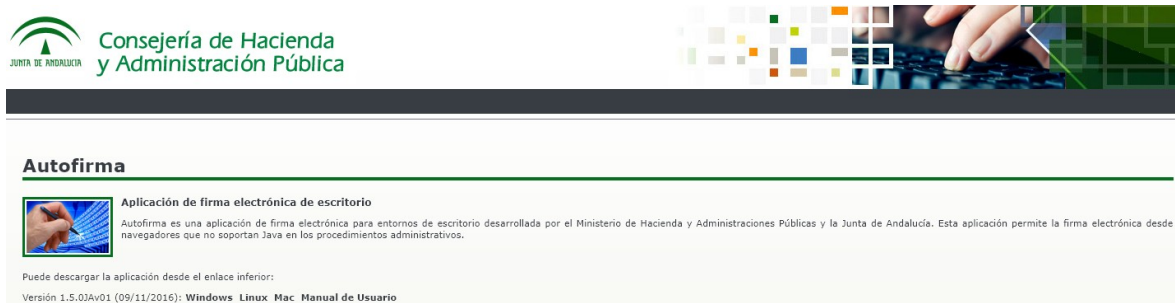 JUNTA DE ANDALUCIA
Consejería de Hacienda
y Administración Pública
Autofirma
Aplicación de firma electrónica de escritorio
Autofirma es una aplicación de firma electrónica para entornos de escritorio desarrollada por el Ministerio de Hacienda y Administraciones Públicas y la Junta de Andalucía. Esta aplicación permite la firma electrónica desde
navegadores que no soportan Java en los procedimientos administrativos.
Puede descargar la aplicación desde el enlace inferior:
Versión 1.5.0JAv01 (09/11/2016): Windows Linux Mac Manual de Usuario